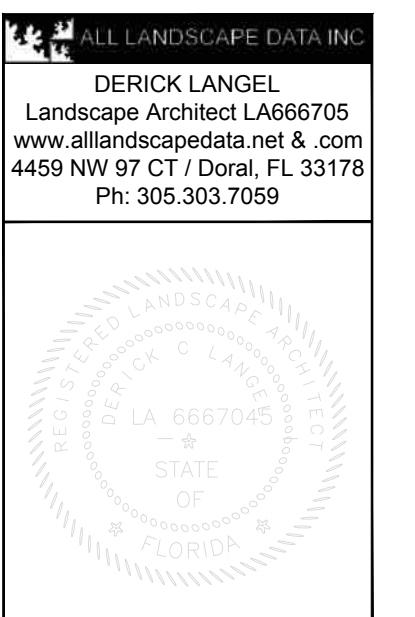 ALL LANDSCAPE DATA INC
DERICK LANGEL
Landscape Architect LA666705
www.alllandscapedata.net & .com
4459 NW 97 CT / Doral, FL 33178
Ph: 305.303.7059
REGISTERED LANDSCAPE ARCHITECT
DERICK C LANGEL
LA 6667045
STATE
OF
FLORIDA